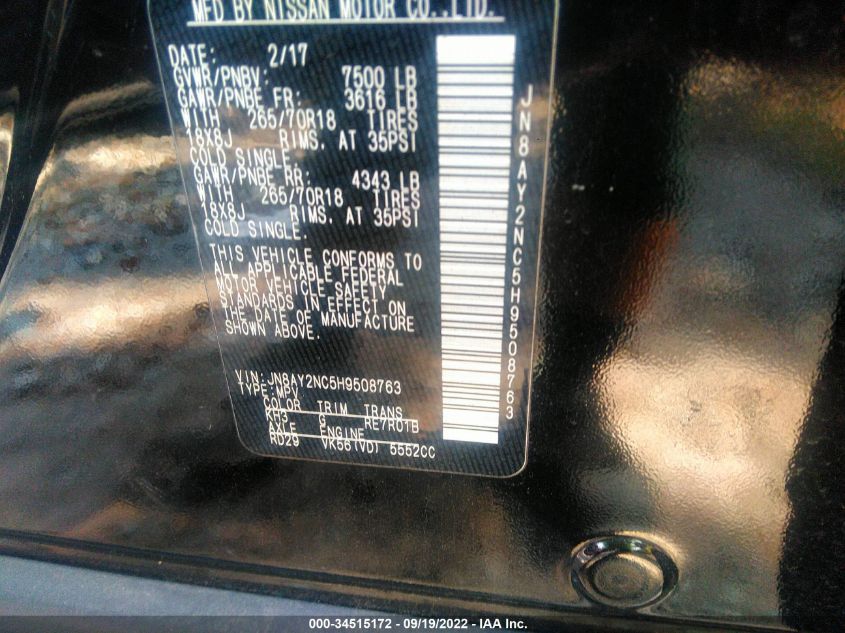 MFD BY NISSAN MOTOR CO.,LTD.
DATE: 2/17
GVWR/PNBV: 7500 LB
GAWR/PNBE FR: 3616 LB
WITH 265/70R18 TIRES
18X8J RIMS. AT 35PSI
COLD SINGLE.
GAWR/PNBE RR: 4343 LB
WITH 265/70R18 TIRES
18X8J RIMS. AT 35PSI
COLD SINGLE.
THIS VEHICLE CONFORMS TO
ALL APPLICABLE FEDERAL
MOTOR VEHICLE SAFETY
STANDARDS IN EFFECT ON
THE DATE OF MANUFACTURE
SHOWN ABOVE.
VIN: JN8AY2NC5H9508763
TYPE: MPV
COLOR TRIM TRANS
KH3 G RE7R01B
AXLE ENGINE
RD29 VK56(VD) 5552CC
JN8AY2NC5H9508763
000-34515172 - 09/19/2022 - IAA Inc.